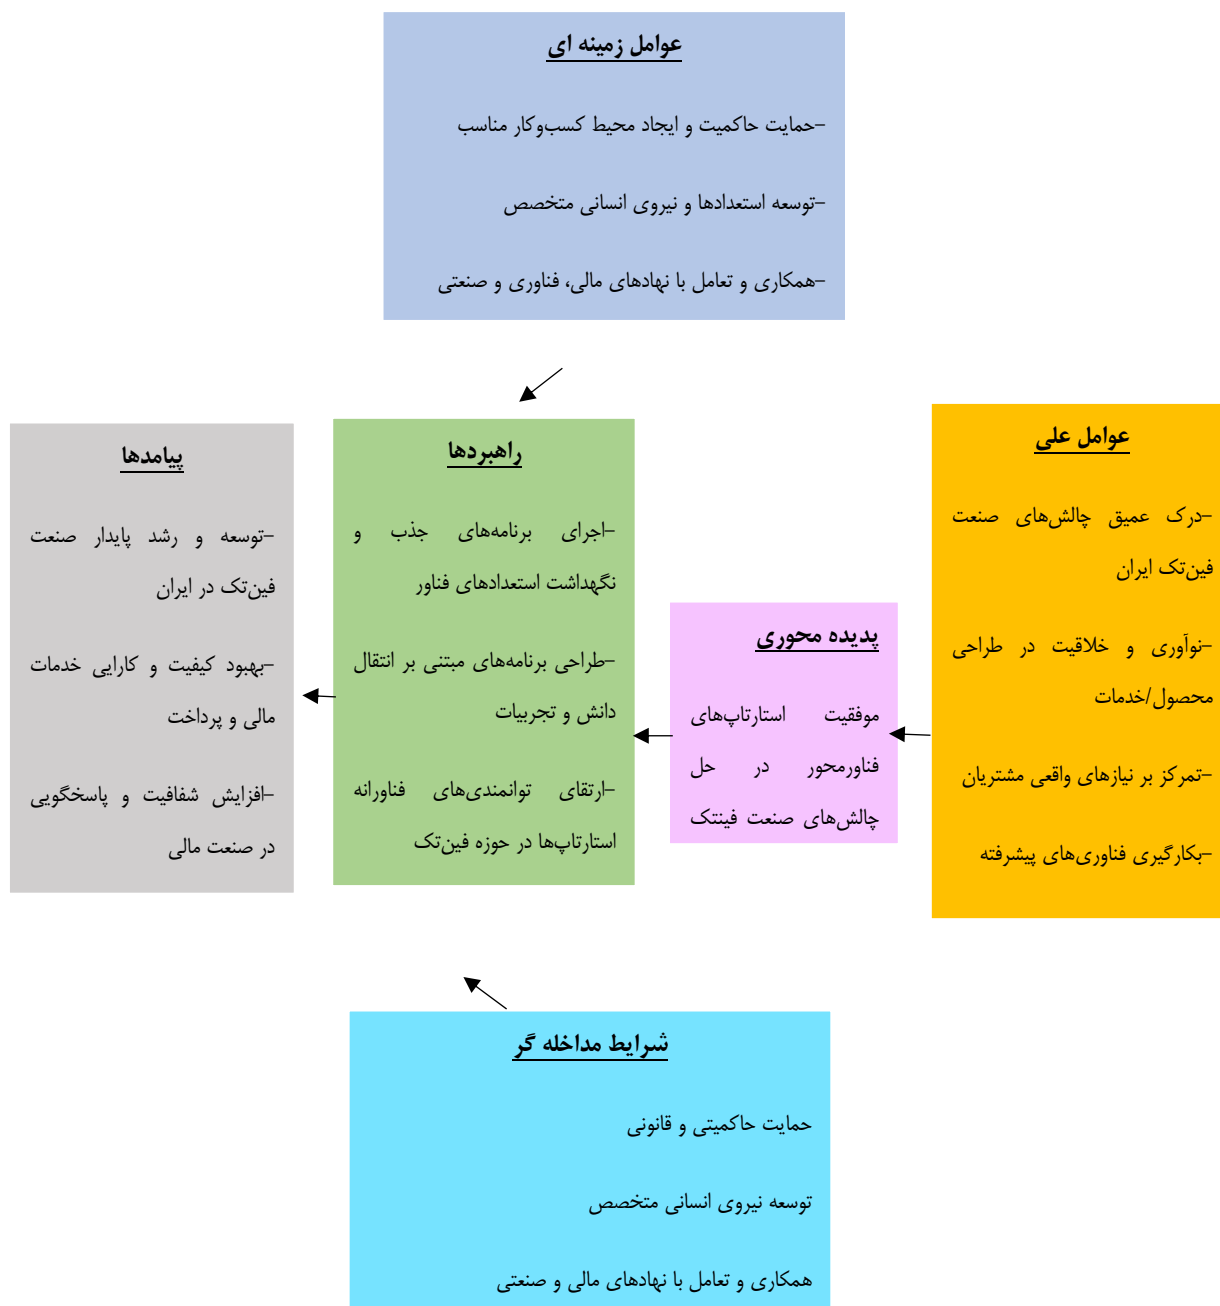 عوامل زمینه ای
-حمایت حاکمیت و ایجاد محیط کسب‌وکار مناسب
-توسعه استعدادها و نیروی انسانی متخصص
-همکاری و تعامل با نهادهای مالی، فناوری و صنعتی
عوامل علی
-درک عمیق چالش‌های صنعت
فین‌تک ایران
-نوآوری و خلاقیت در طراحی
محصول/خدمات
-تمرکز بر نیازهای واقعی مشتریان
-بکارگیری فناوری‌های پیشرفته
پدیده محوری
موفقیت استارتاپ‌های
فناورمحور در حل
چالش‌های صنعت فینتک
راهبردها
-اجرای برنامه‌های جذب و
نگهداشت استعدادهای فناور
-طراحی برنامه‌های مبتنی بر انتقال
دانش و تجربیات
-ارتقای توانمندی‌های فناورانه
استارتاپ‌ها در حوزه فین‌تک
پیامدها
-توسعه و رشد پایدار صنعت
فین‌تک در ایران
-بهبود کیفیت و کارایی خدمات
مالی و پرداخت
-افزایش شفافیت و پاسخگویی
در صنعت مالی
شرایط مداخله گر
حمایت حاکمیتی و قانونی
توسعه نیروی انسانی متخصص
همکاری و تعامل با نهادهای مالی و صنعتی